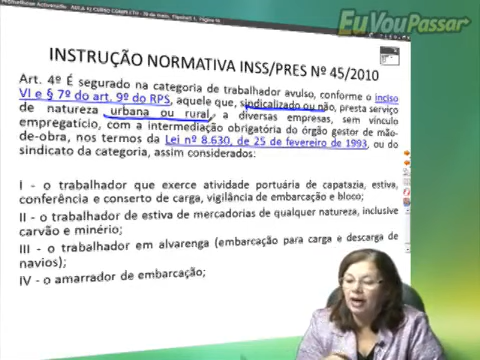 EuVouPassar
INSTRUÇÃO NORMATIVA INSS/PRES Nº 45/2010
Art. 4º É segurado na categoria de trabalhador avulso, conforme o inciso
VI e § 7º do art. 9º do RPS, aquele que, sindicalizado ou não, presta serviço
de natureza urbana ou rural, a diversas empresas, sem vínculo
empregatício, com a intermediação obrigatória do órgão gestor de mão-
de-obra, nos termos da Lei nº 8.630, de 25 de fevereiro de 1993, ou do
sindicato da categoria, assim considerados:
I - o trabalhador que exerce atividade portuária de capatazia, estiva,
conferência e conserto de carga, vigilância de embarcação e bloco;
II - o trabalhador de estiva de mercadorias de qualquer natureza, inclusive
carvão e minério;
III - o trabalhador em alvarenga (embarcação para carga e descarga de
navios);
IV - o amarrador de embarcação;